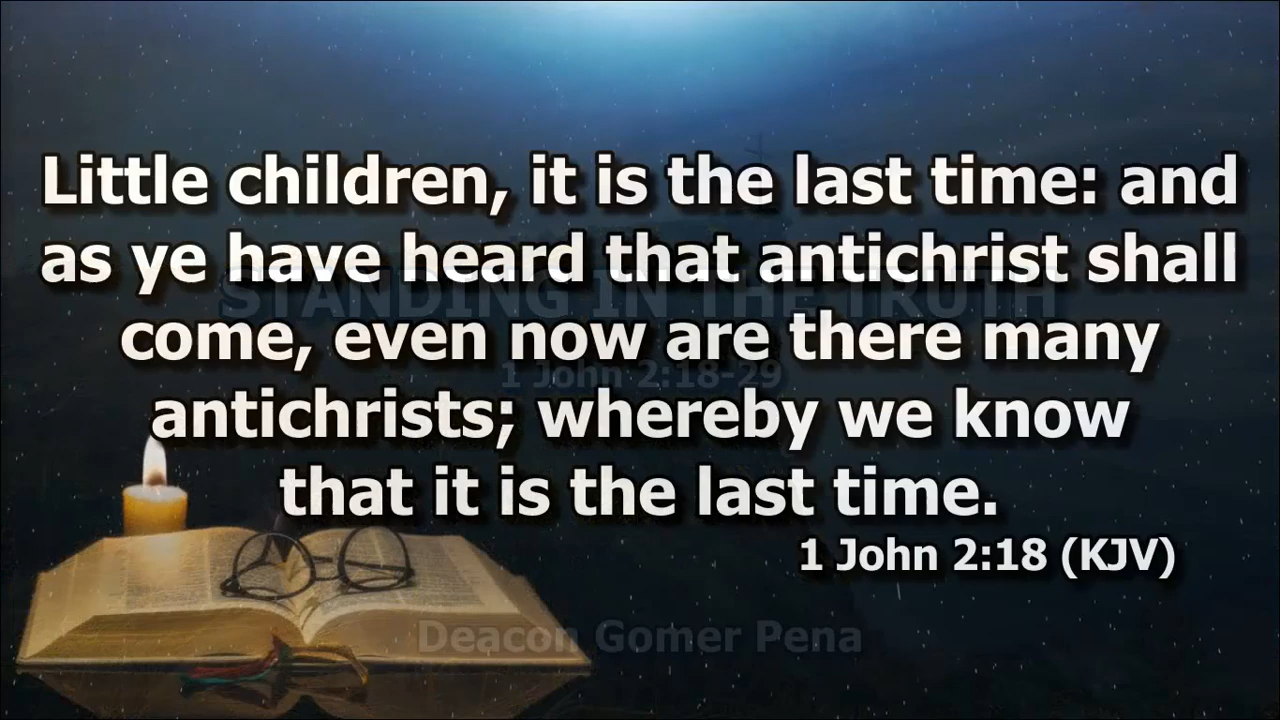 Little children, it is the last time: and
as ye have heard that antichrist shall
STANDING IN THE TRUTH
come, even now are there many
1 John 2:18-29
antichrists; whereby we know
that it is the last time.
1 John 2:18 (KJV)
Deacon Gomer Pena